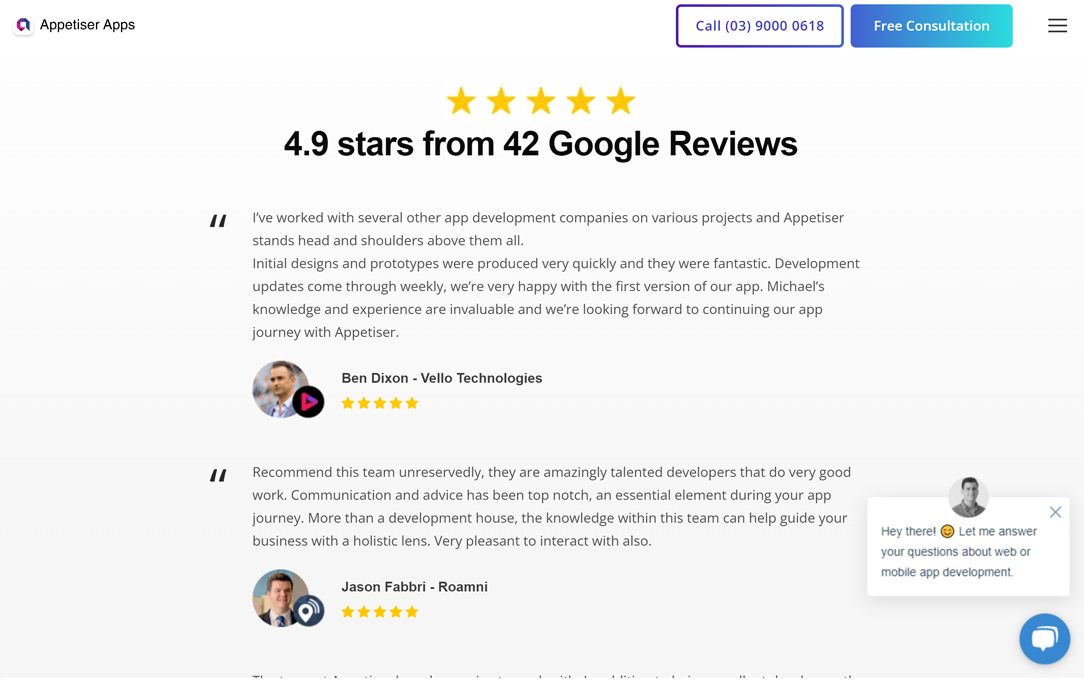 Appetiser Apps
Call (03) 9000 0618
Free Consultation
4.9 stars from 42 Google Reviews
“
I’ve worked with several other app development companies on various projects and Appetiser
stands head and shoulders above them all.
Initial designs and prototypes were produced very quickly and they were fantastic. Development
updates come through weekly, we’re very happy with the first version of our app. Michael’s
knowledge and experience are invaluable and we’re looking forward to continuing our app
journey with Appetiser.
Ben Dixon - Vello Technologies
“
Recommend this team unreservedly, they are amazingly talented developers that do very good
work. Communication and advice has been top notch, an essential element during your app
journey. More than a development house, the knowledge within this team can help guide your
business with a holistic lens. Very pleasant to interact with also.
Jason Fabbri - Roamni
Hey there! 😊 Let me answer
your questions about web or
mobile app development.